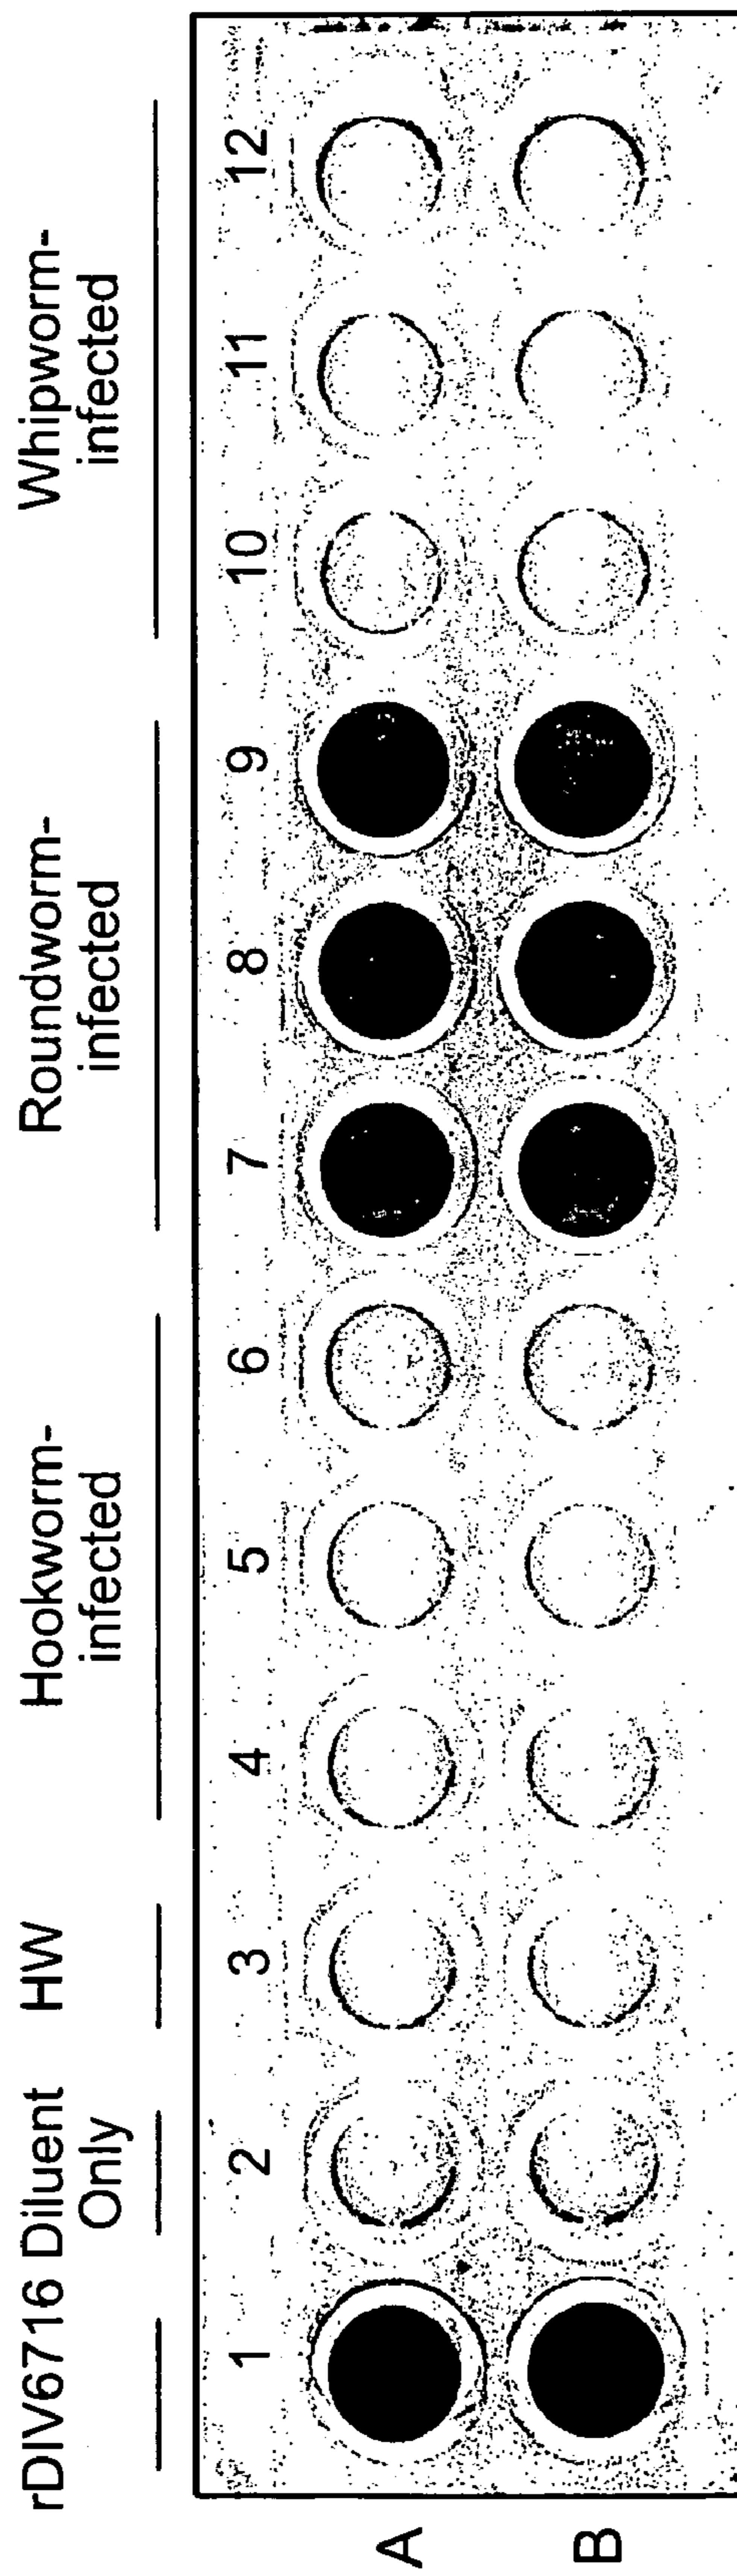 rDIV6716 Diluent Only HW Hookworm-infected Roundworm-infected Whipworm-infected
1 2 3 4 5 6 7 8 9 10 11 12
A
B